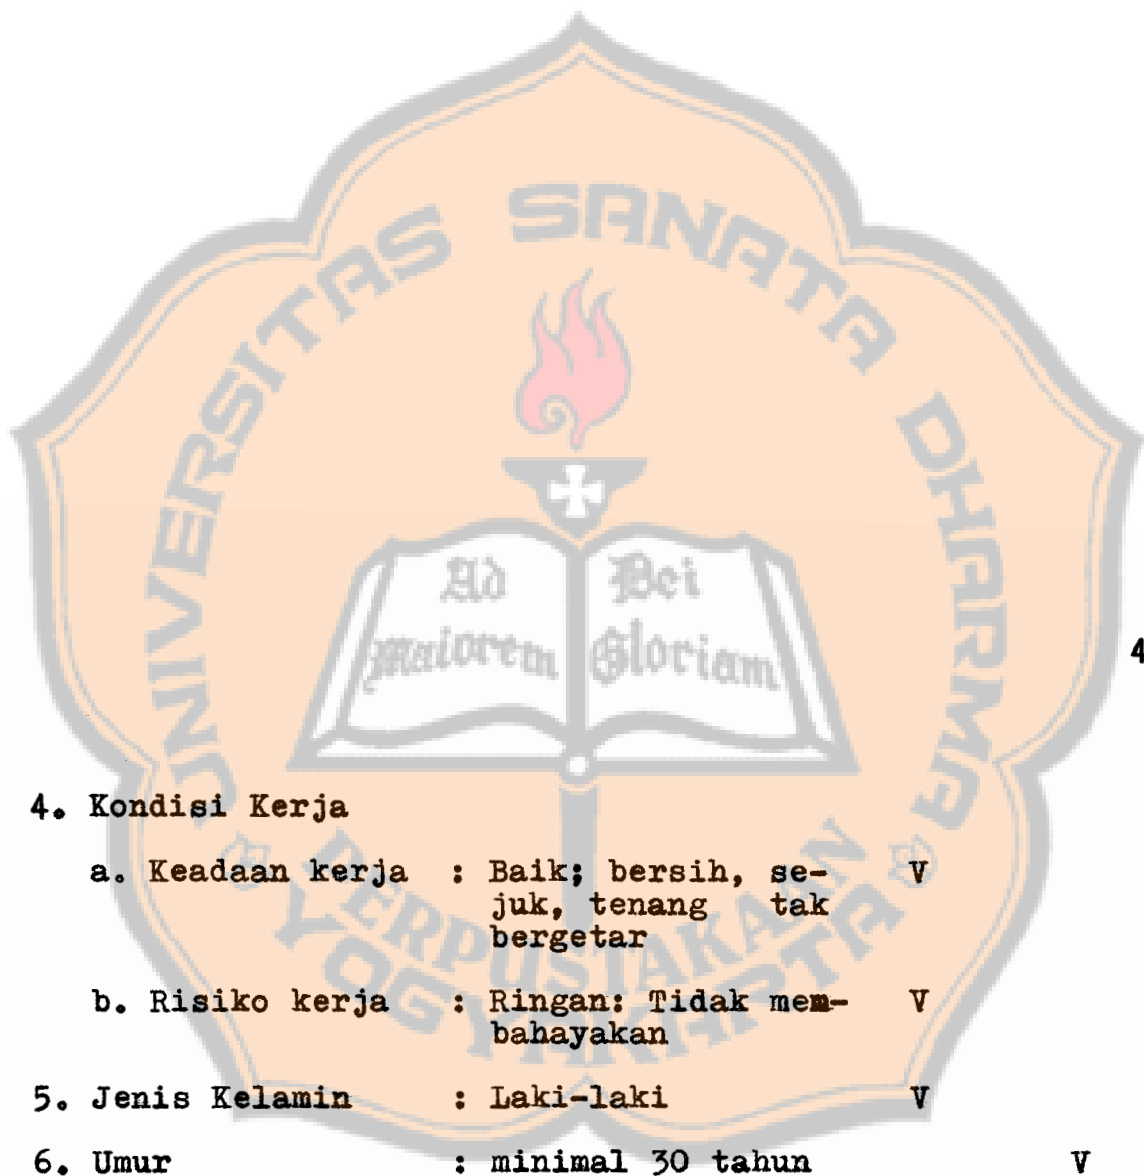 UNIVERSITAS SANATA DHARMA
Ad Dei
Maiorem Gloriam
4
4. Kondisi Kerja
a. Keadaan kerja : Baik; bersih, se- V
juk, tenang tak
bergetar
b. Risiko kerja : Ringan: Tidak mem- V
bahayakan
5. Jenis Kelamin : Laki-laki V
6. Umur : minimal 30 tahun V
PERPUSTAKAAN
YOGYAKARTA